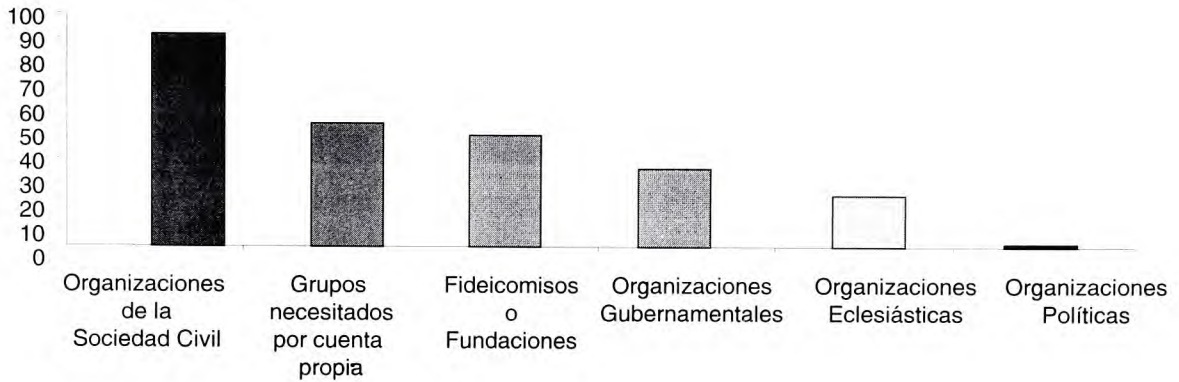 100
90
80
70
60
50
40
30
20
10
0
Organizaciones
de la
Sociedad Civil
Grupos
necesitados
por cuenta
propia
Fideicomisos
o
Fundaciones
Organizaciones
Gubernamentales
Organizaciones
Eclesiásticas
Organizaciones
Políticas